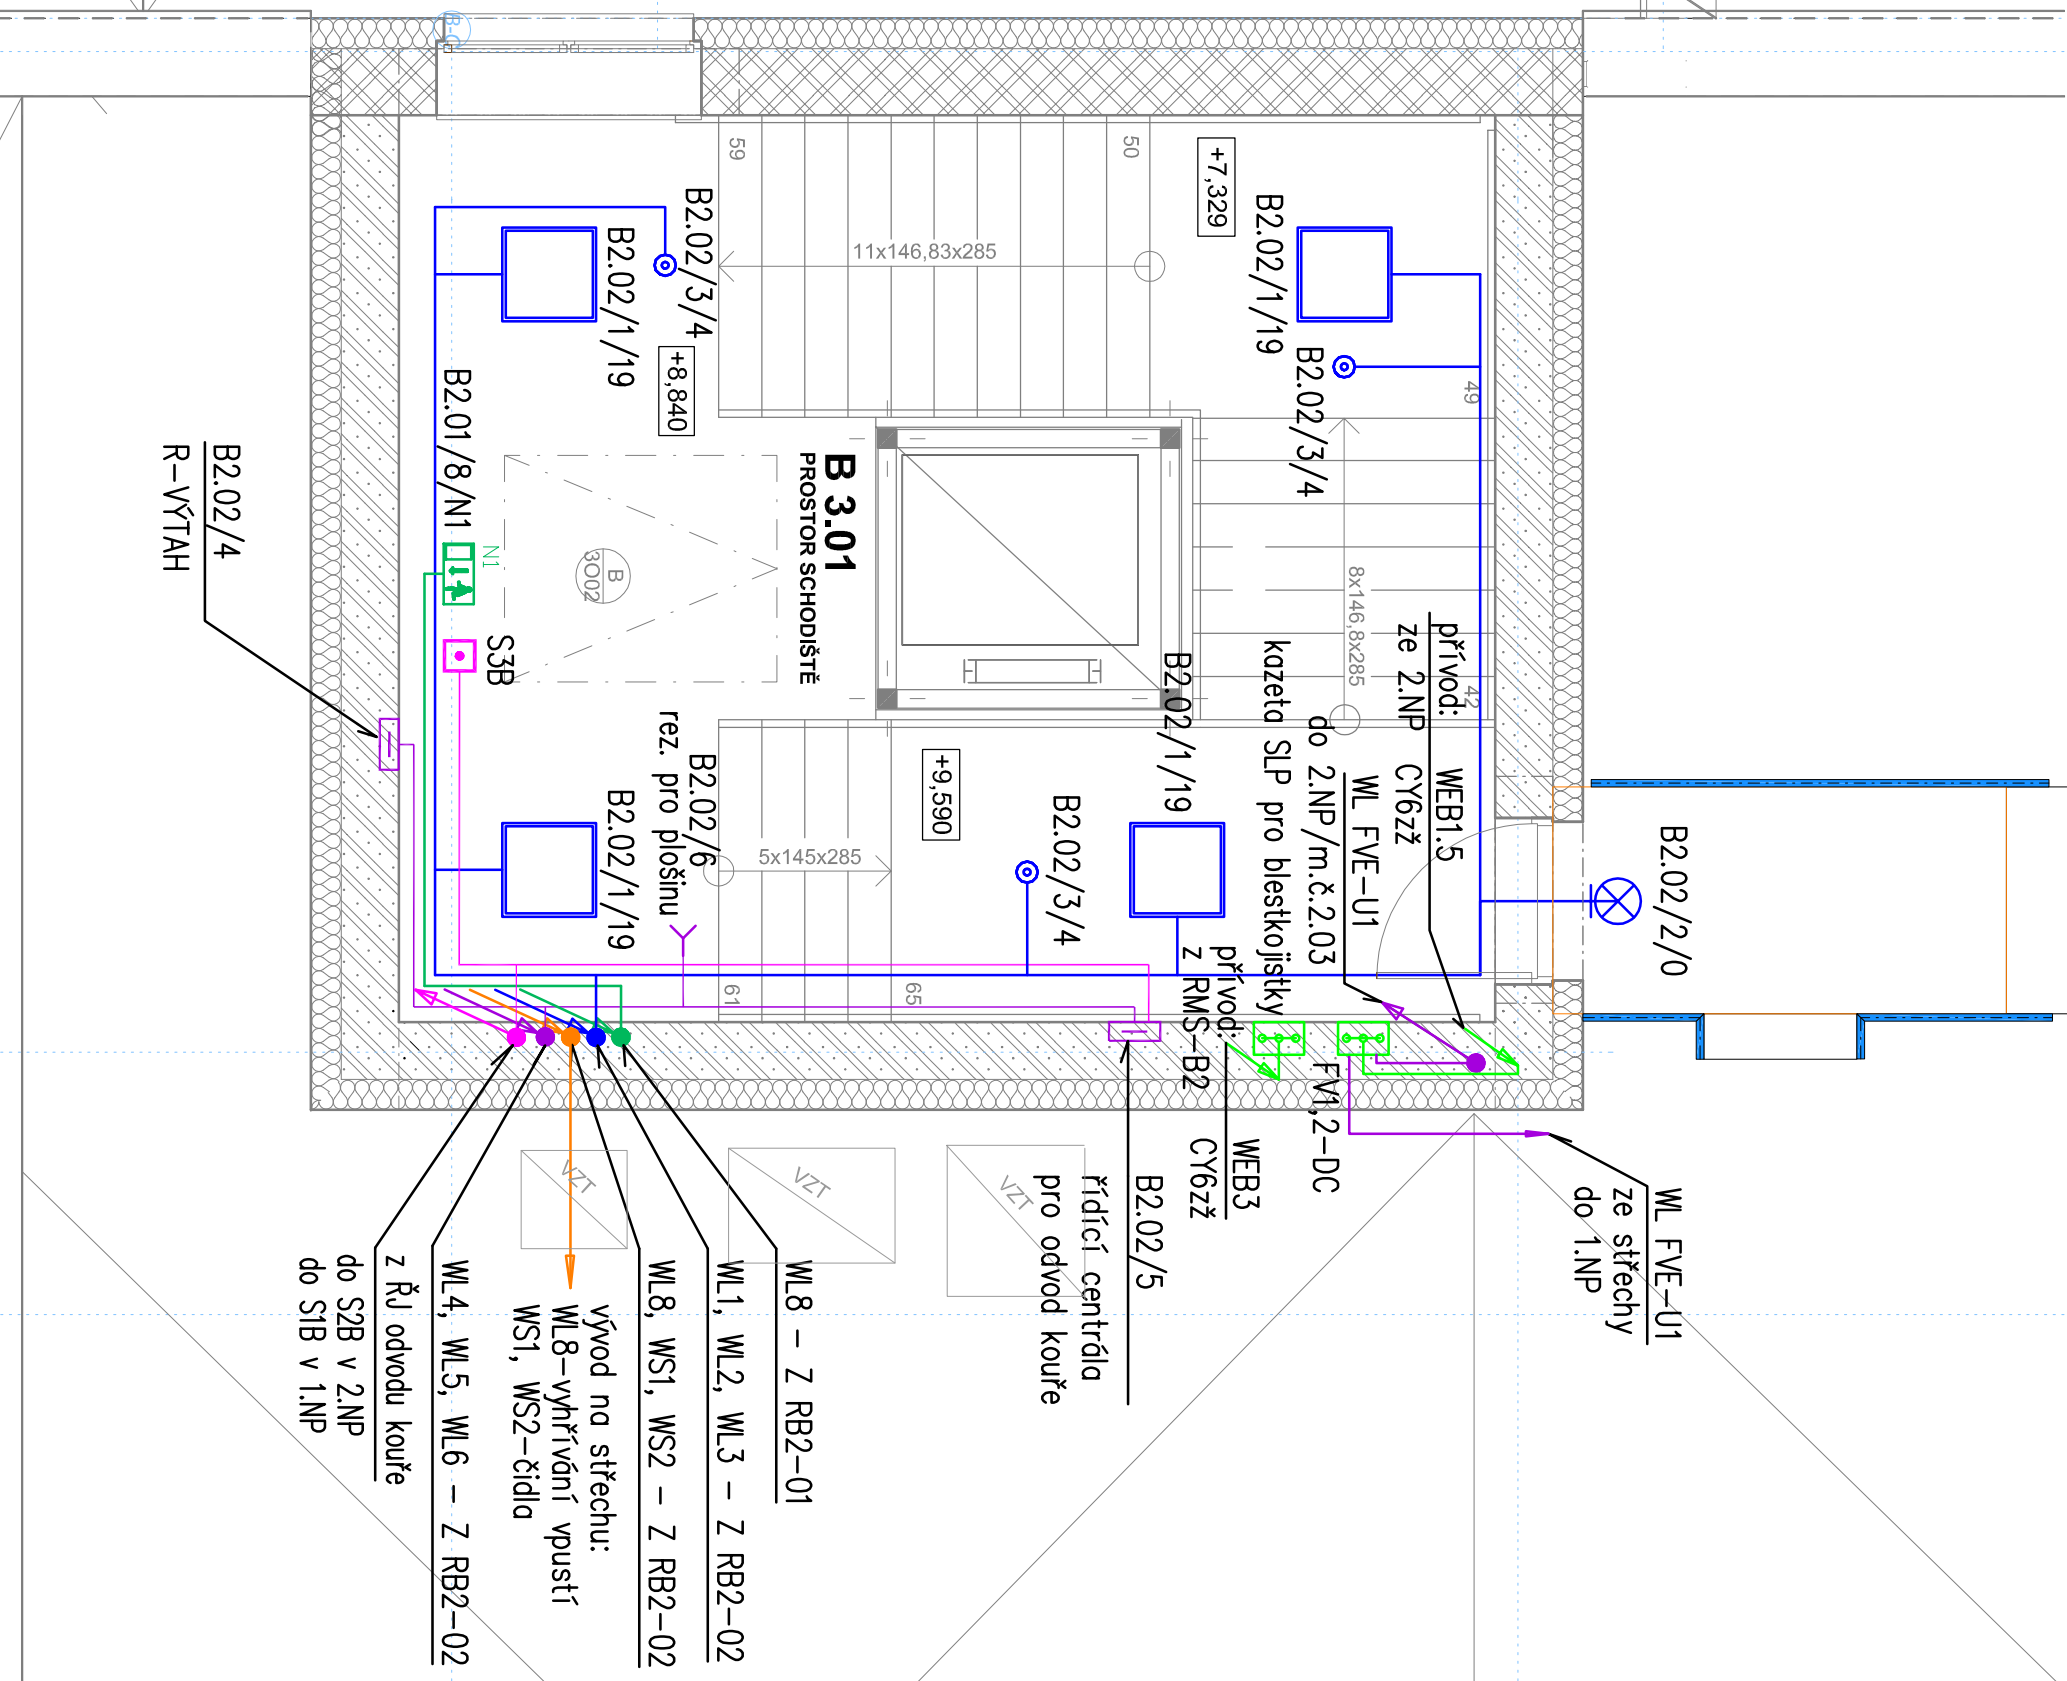 B-C
59
50
+7,329
B2.02/1/19
11x146,83x285
B2.02/3/4
B2.02/1/19
B2.02/3/4
49
+8,840
B2.01/8/N1
N1
B2.02/4
R-VÝTAH
B 3.01
PROSTOR SCHODIŠTĚ
B
3O02
S3B
8x146,8x285
42
přívod: WEB1.5
ze 2.NP CY6zž
WL FVE-U1
do 2.NP/m.č.2.03
kazeta SLP pro bleskojistky
B2.02/1/19
B2.02/3/4
+9,590
B2.02/6
rez. pro plošinu
B2.02/1/19
5x145x285
B2.02/2/0
61
65
přívod: WEB3
z RMS-B2 CY6zž
FV1,2-DC
WL FVE-U1
ze střechy
do 1.NP
B2.02/5
řídící centrála
pro odvod kouře
VZT
VZT
VZT
WL8 - Z RB2-01
WL1, WL2, WL3 - Z RB2-02
WL8, WS1, WS2 - Z RB2-02
vývod na střechu:
WL8-vyhřívání vpustí
WS1, WS2-čidla
WL4, WL5, WL6 - Z RB2-02
z ŘJ odvodu kouře
do S2B v 2.NP
do S1B v 1.NP